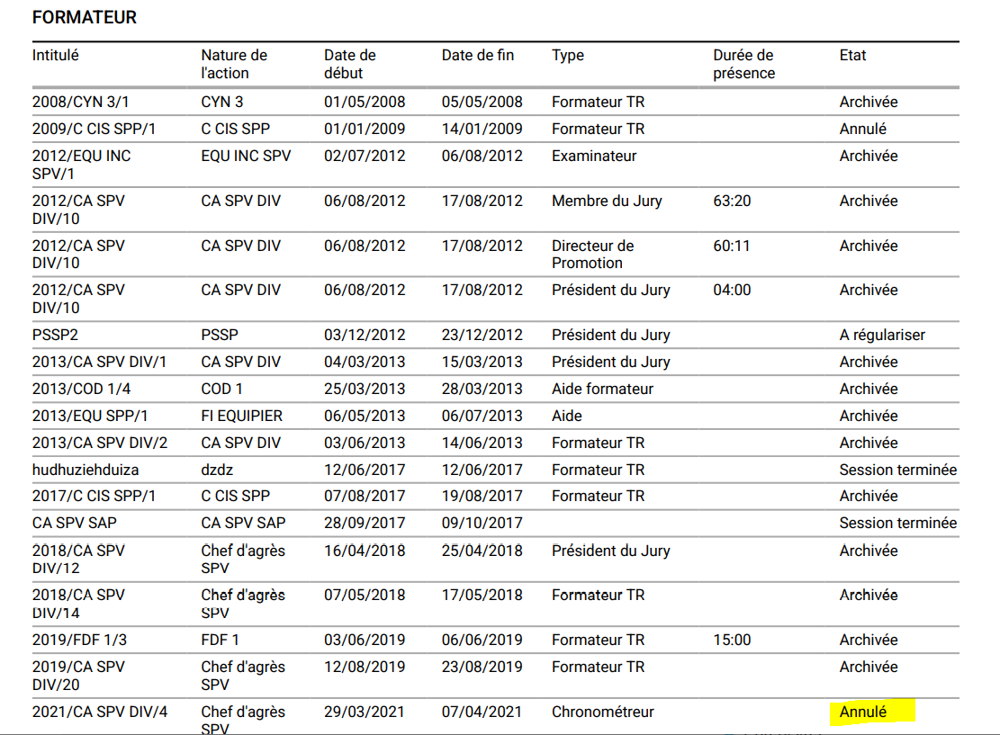 FORMATEUR
Intitulé Nature de l'action Date de début Date de fin Type Durée de présence Etat
2008/CYN 3/1 CYN 3 01/05/2008 05/05/2008 Formateur TR Archivée
2009/C CIS SPP/1 C CIS SPP 01/01/2009 14/01/2009 Formateur TR Annulé
2012/EQU INC SPV/1 EQU INC SPV 02/07/2012 06/08/2012 Examinateur Archivée
2012/CA SPV DIV/10 CA SPV DIV 06/08/2012 17/08/2012 Membre du Jury 63:20 Archivée
2012/CA SPV DIV/10 CA SPV DIV 06/08/2012 17/08/2012 Directeur de Promotion 60:11 Archivée
2012/CA SPV DIV/10 CA SPV DIV 06/08/2012 17/08/2012 Président du Jury 04:00 Archivée
PSSP2 PSSP 03/12/2012 23/12/2012 Président du Jury A régulariser
2013/CA SPV DIV/1 CA SPV DIV 04/03/2013 15/03/2013 Président du Jury Archivée
2013/COD 1/4 COD 1 25/03/2013 28/03/2013 Aide formateur Archivée
2013/EQU SPP/1 FI EQUIPIER 06/05/2013 06/07/2013 Aide Archivée
2013/CA SPV DIV/2 CA SPV DIV 03/06/2013 14/06/2013 Formateur TR Archivée
hudhuziehduiza dzdz 12/06/2017 12/06/2017 Formateur TR Session terminée
2017/C CIS SPP/1 C CIS SPP 07/08/2017 19/08/2017 Formateur TR Archivée
CA SPV SAP CA SPV SAP 28/09/2017 09/10/2017 Session terminée
2018/CA SPV DIV/12 Chef d'agrès SPV 16/04/2018 25/04/2018 Président du Jury Archivée
2018/CA SPV DIV/14 Chef d'agrès SPV 07/05/2018 17/05/2018 Formateur TR Archivée
2019/FDF 1/3 FDF 1 03/06/2019 06/06/2019 Formateur TR 15:00 Archivée
2019/CA SPV DIV/20 Chef d'agrès SPV 12/08/2019 23/08/2019 Formateur TR Archivée
2021/CA SPV DIV/4 Chef d'agrès SPV 29/03/2021 07/04/2021 Chronométreur Annulé